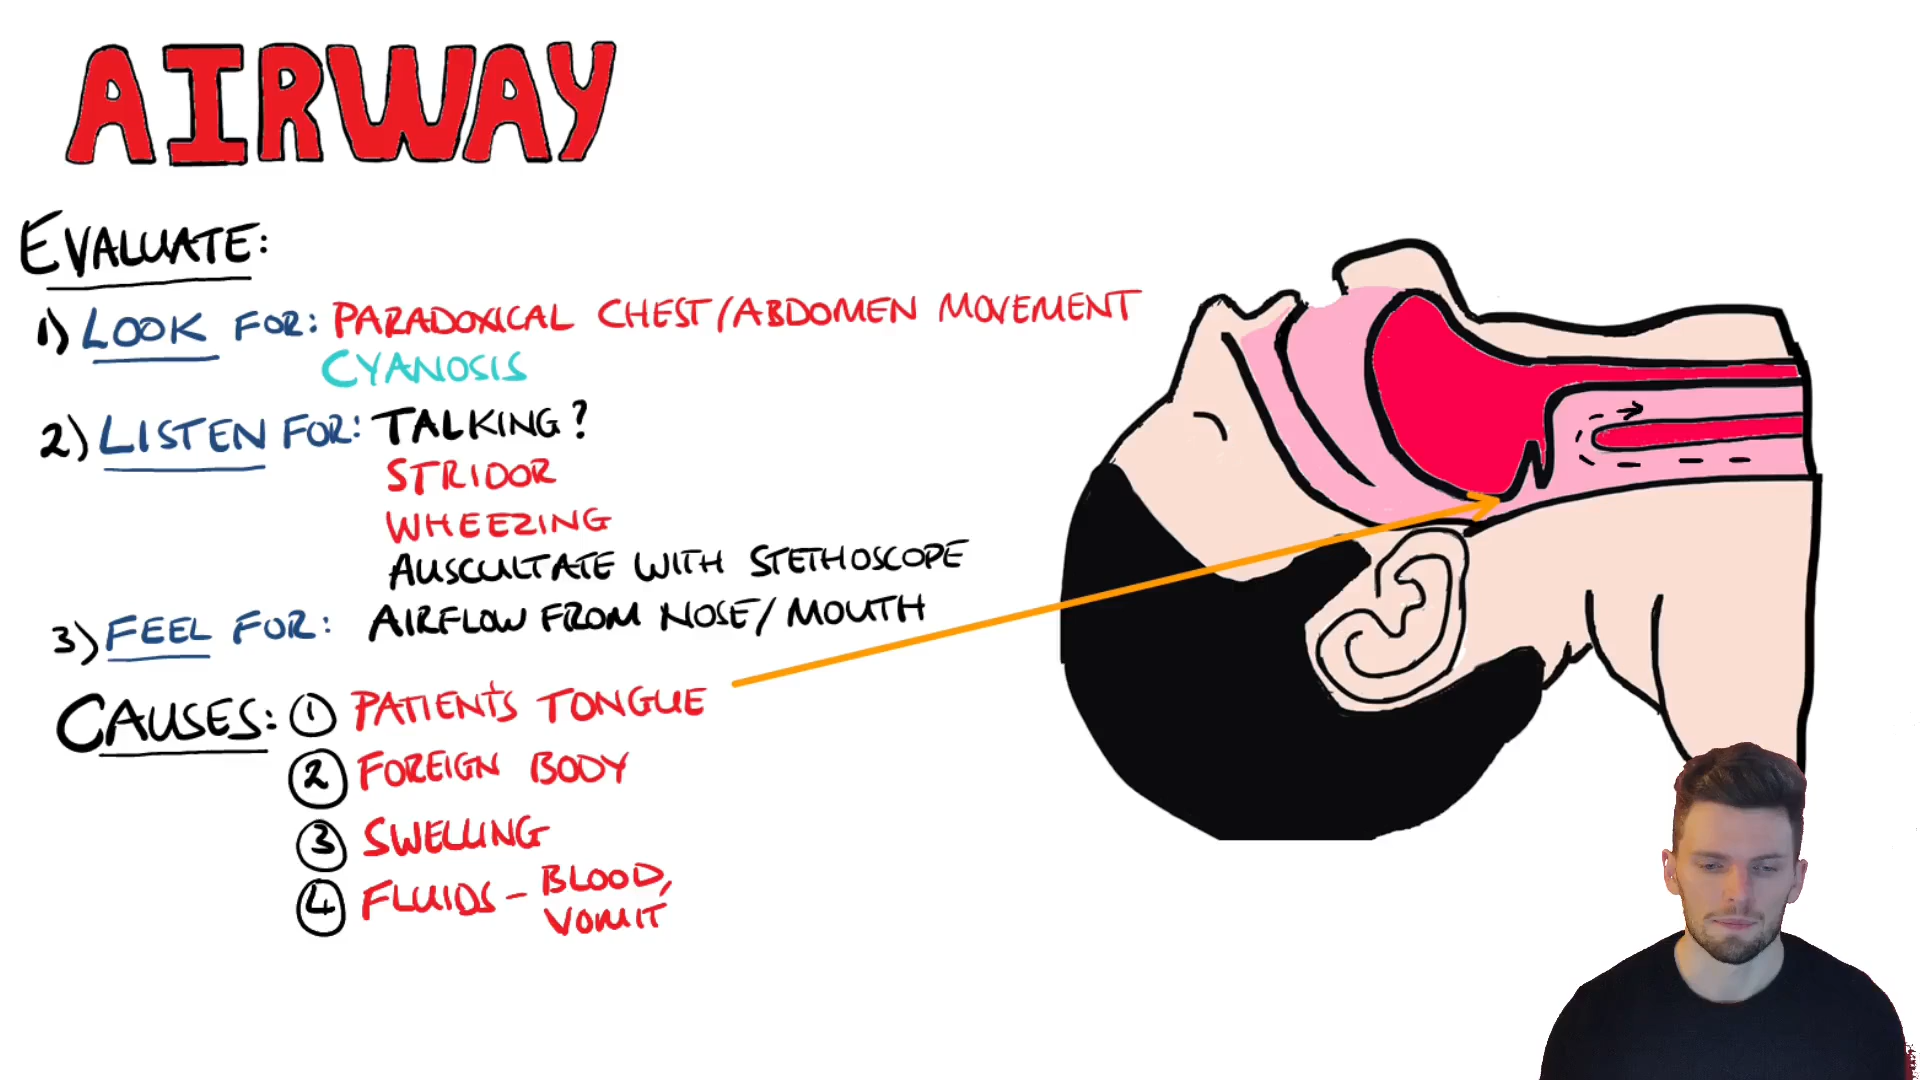 AIRWAY
EVALUATE:
1) LOOK FOR: PARADOXICAL CHEST/ABDOMEN MOVEMENT
CYANOSIS
2) LISTEN FOR: TALKING?
STRIDOR
WHEEZING
AUSCULTATE WITH STETHOSCOPE
3) FEEL FOR: AIRFLOW FROM NOSE/MOUTH
CAUSES: 1 PATIENT'S TONGUE
2 FOREIGN BODY
3 SWELLING
4 FLUIDS - BLOOD,
VOMIT